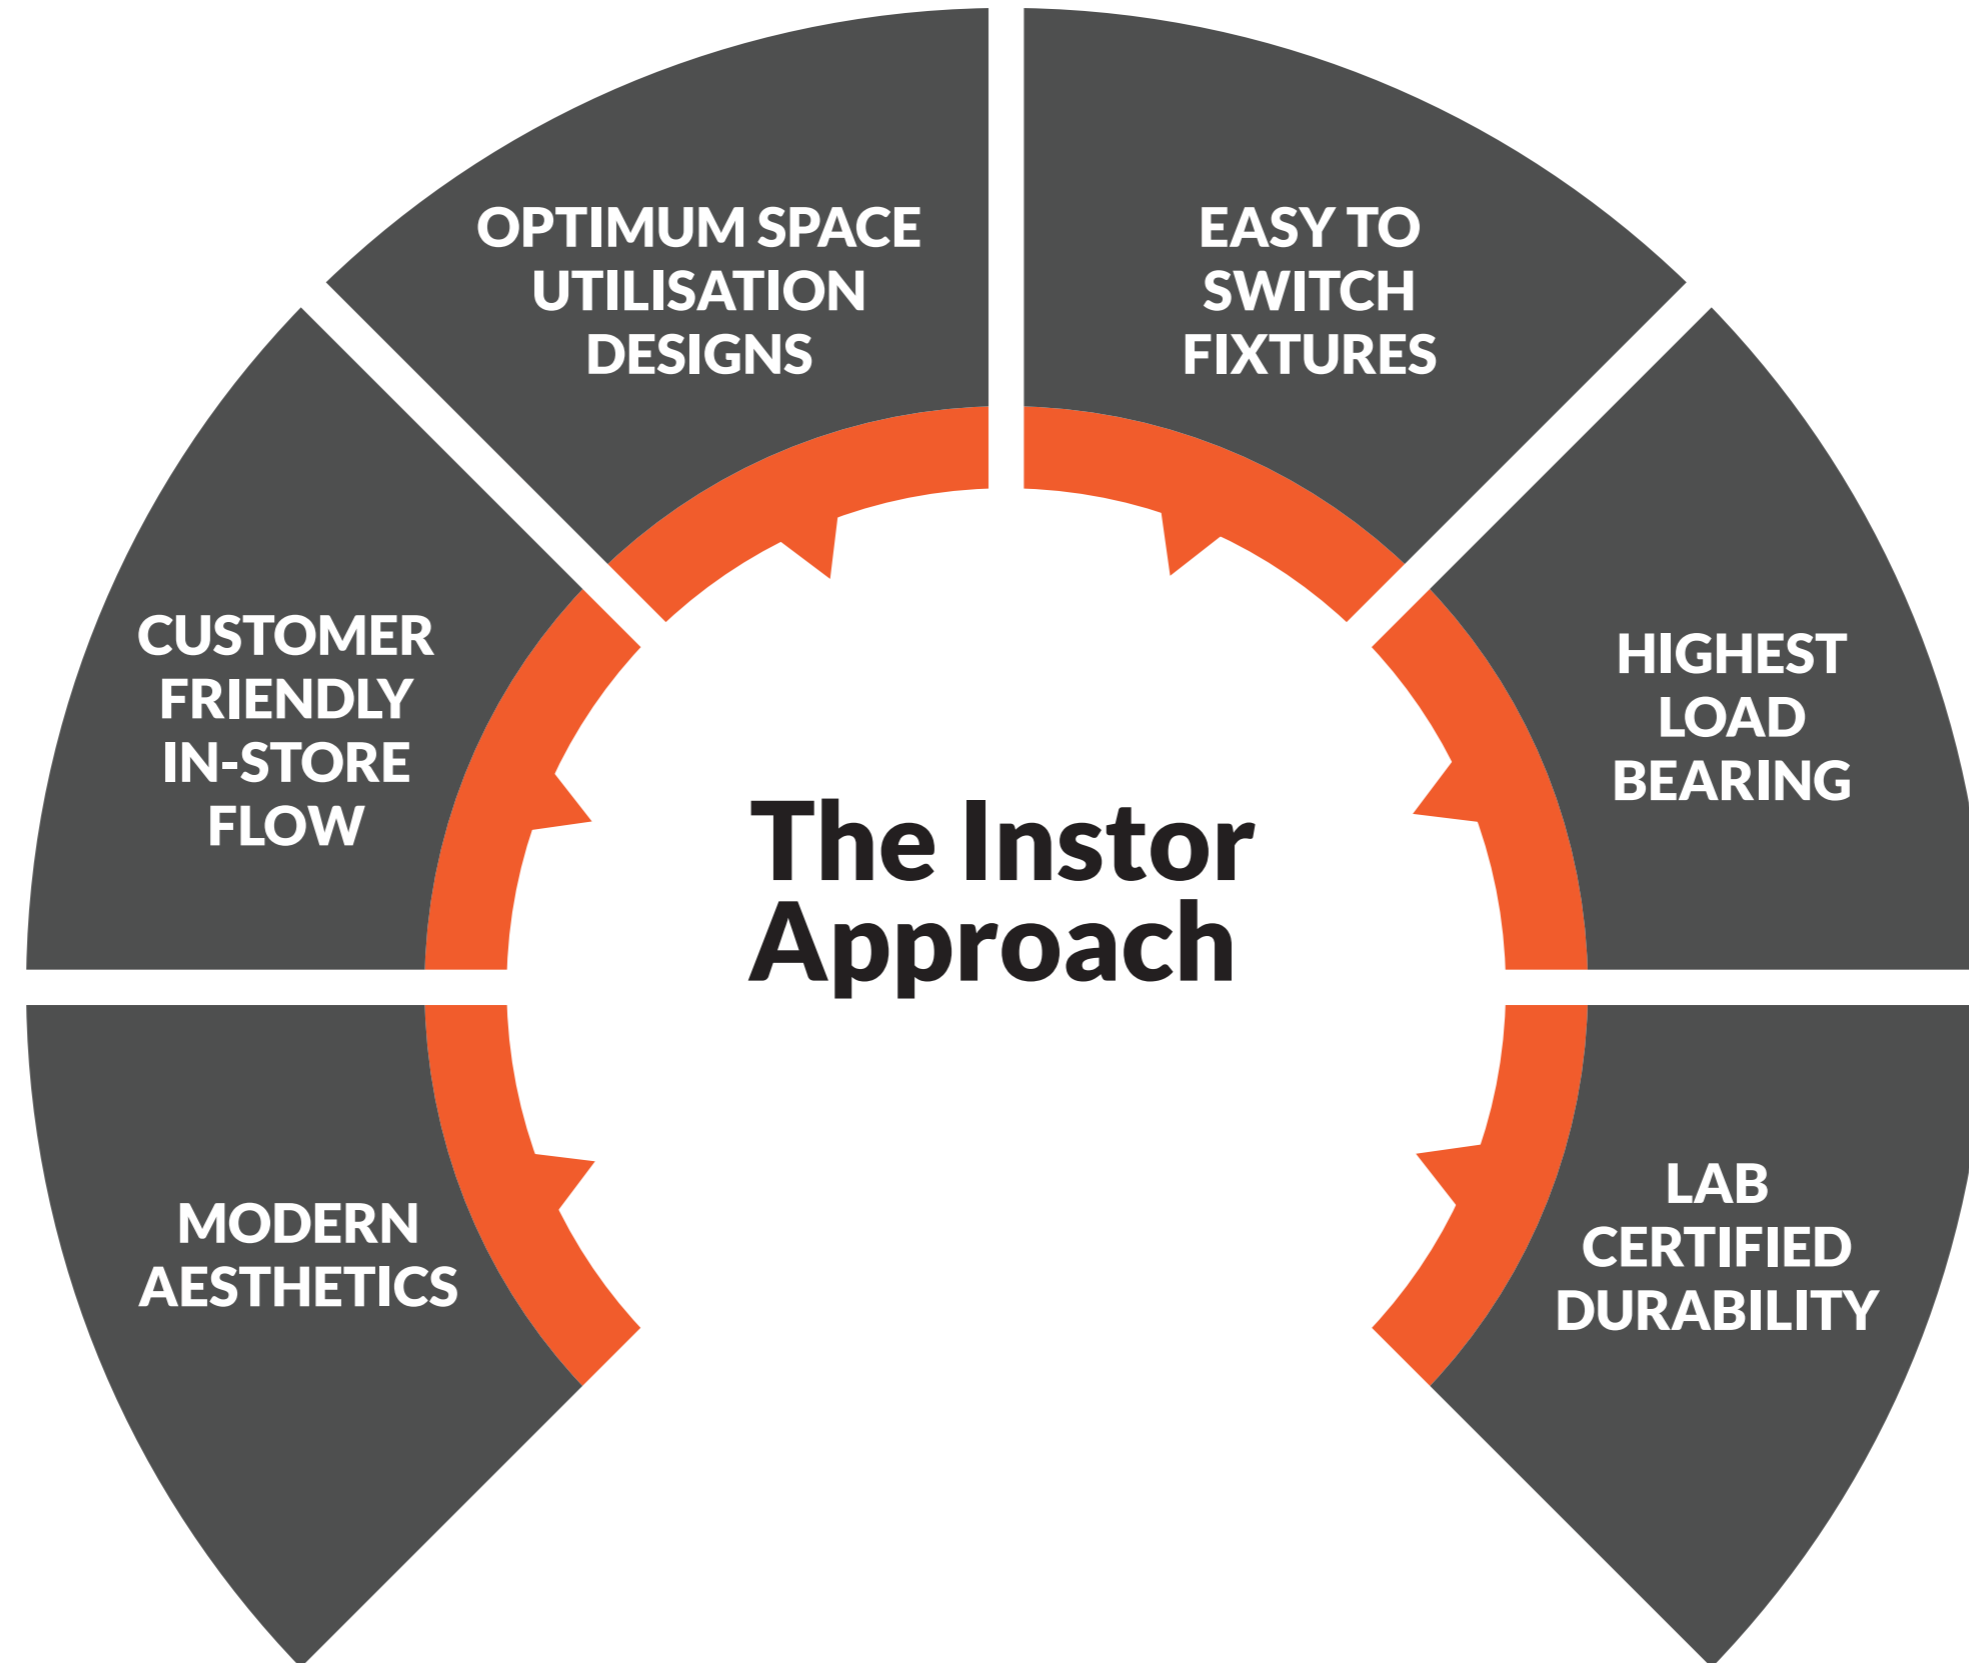 OPTIMUM SPACE
UTILISATION
DESIGNS
EASY TO
SWITCH
FIXTURES
CUSTOMER
FRIENDLY
IN-STORE
FLOW
HIGHEST
LOAD
BEARING
The Instor
Approach
MODERN
AESTHETICS
LAB
CERTIFIED
DURABILITY